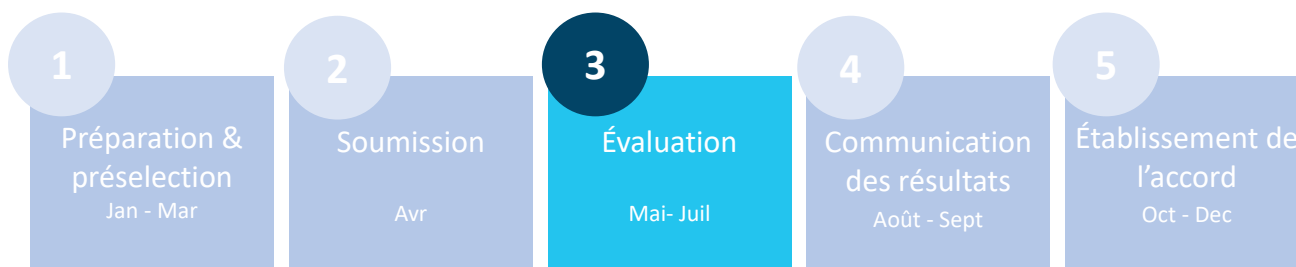 1
Préparation &
préselection
Jan - Mar
2
Soumission
Avr
3
Évaluation
Mai- Juil
4
Communication
des résultats
Août - Sept
5
Établissement de
l’accord
Oct - Dec